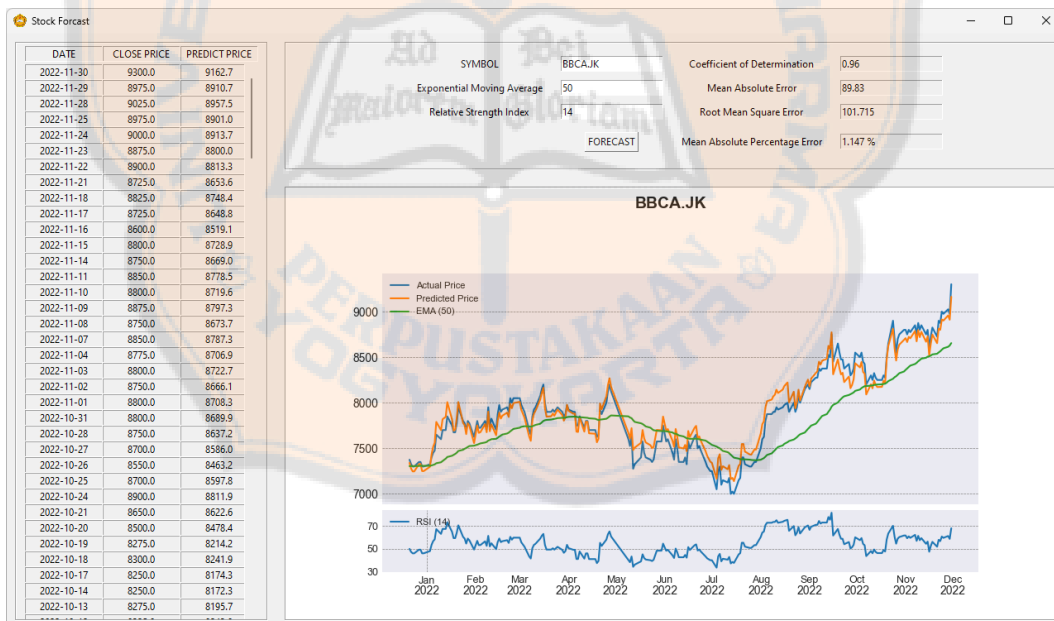 Stock Forcast
DATE CLOSE PRICE PREDICT PRICE
2022-11-30 9300.0 9162.7
2022-11-29 8975.0 8910.7
2022-11-28 9025.0 8957.5
2022-11-25 8975.0 8901.0
2022-11-24 9000.0 8913.7
2022-11-23 8875.0 8800.0
2022-11-22 8900.0 8813.3
2022-11-21 8725.0 8653.6
2022-11-18 8825.0 8748.4
2022-11-17 8725.0 8648.8
2022-11-16 8600.0 8519.1
2022-11-15 8800.0 8728.9
2022-11-14 8750.0 8669.0
2022-11-11 8850.0 8778.5
2022-11-10 8800.0 8719.6
2022-11-09 8875.0 8797.3
2022-11-08 8750.0 8673.7
2022-11-07 8850.0 8787.3
2022-11-04 8775.0 8706.9
2022-11-03 8800.0 8722.7
2022-11-02 8750.0 8666.1
2022-11-01 8800.0 8708.3
2022-10-31 8800.0 8689.9
2022-10-28 8750.0 8637.2
2022-10-27 8700.0 8586.0
2022-10-26 8550.0 8463.2
2022-10-25 8700.0 8597.8
2022-10-24 8900.0 8811.9
2022-10-21 8650.0 8622.6
2022-10-20 8500.0 8478.4
2022-10-19 8275.0 8214.2
2022-10-18 8300.0 8241.9
2022-10-17 8250.0 8174.3
2022-10-14 8250.0 8172.3
2022-10-13 8275.0 8195.7
SYMBOL BBCA.JK Coefficient of Determination 0.96
Exponential Moving Average 50 Mean Absolute Error 89.83
Relative Strength Index 14 Root Mean Square Error 101.715
FORECAST Mean Absolute Percentage Error 1.147 %
BBCA.JK
Actual Price
Predicted Price
EMA (50)
9000
8500
8000
7500
7000
RSI (14)
70
50
30
Jan Feb Mar Apr May Jun Jul Aug Sep Oct Nov Dec
2022 2022 2022 2022 2022 2022 2022 2022 2022 2022 2022 2022
Ad Bei
Maiorem Gloriam
PERPUSTAKAAN
YOGYAKARTA